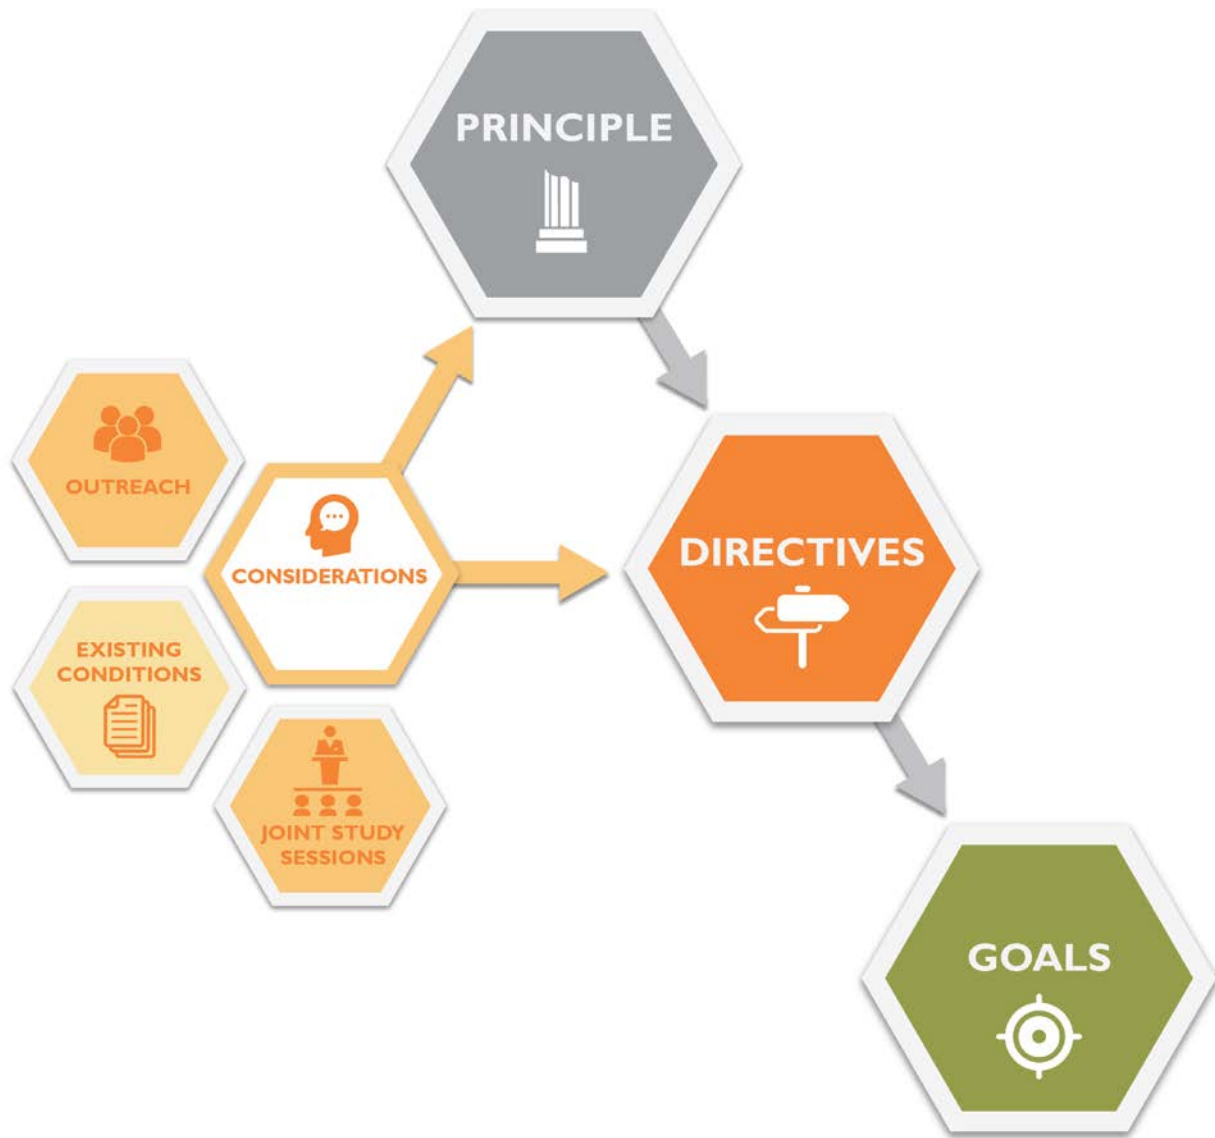 PRINCIPLE
OUTREACH
CONSIDERATIONS
DIRECTIVES
EXISTING
CONDITIONS
JOINT STUDY
SESSIONS
GOALS